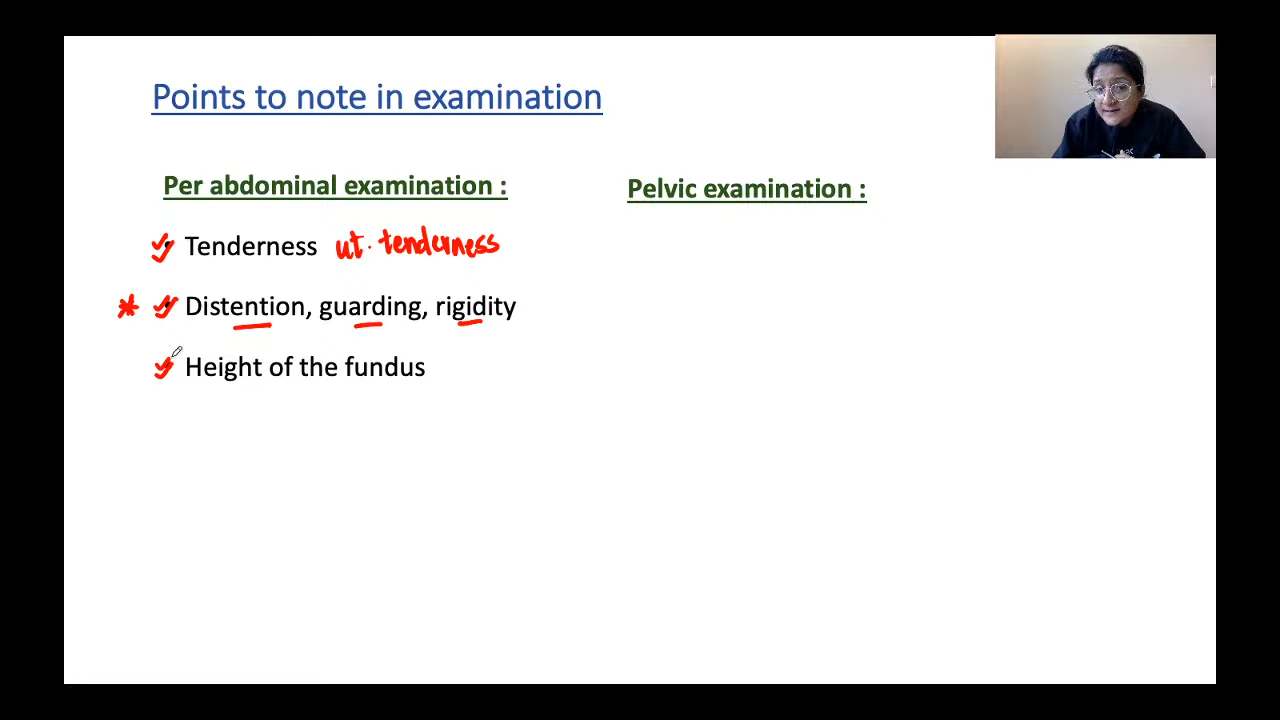 Points to note in examination
Per abdominal examination :
Tenderness ut. tenderness
* Distention, guarding, rigidity
Height of the fundus
Pelvic examination :